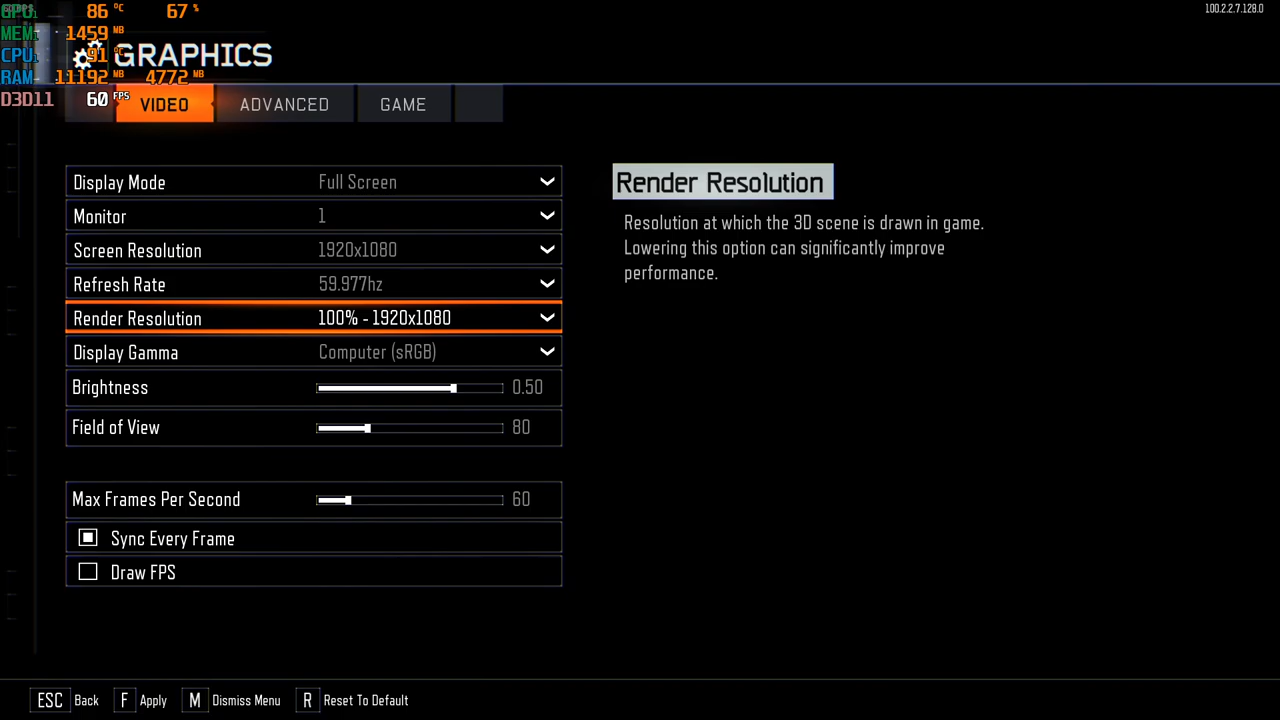 GPU1 86 °C 67 %
100.2.2.7.128.0
MEM1 1459 MB
CPU1 91 °C
GRAPHICS
RAM 11192 MB 4772 MB
D3D11 60 FPS
VIDEO ADVANCED GAME
Display Mode Full Screen
Monitor 1
Screen Resolution 1920x1080
Refresh Rate 59.977hz
Render Resolution 100% - 1920x1080
Display Gamma Computer (sRGB)
Brightness 0.50
Field of View 80
Max Frames Per Second 60
Sync Every Frame
Draw FPS
Render Resolution
Resolution at which the 3D scene is drawn in game.
Lowering this option can significantly improve
performance.
ESC Back F Apply M Dismiss Menu R Reset To Default